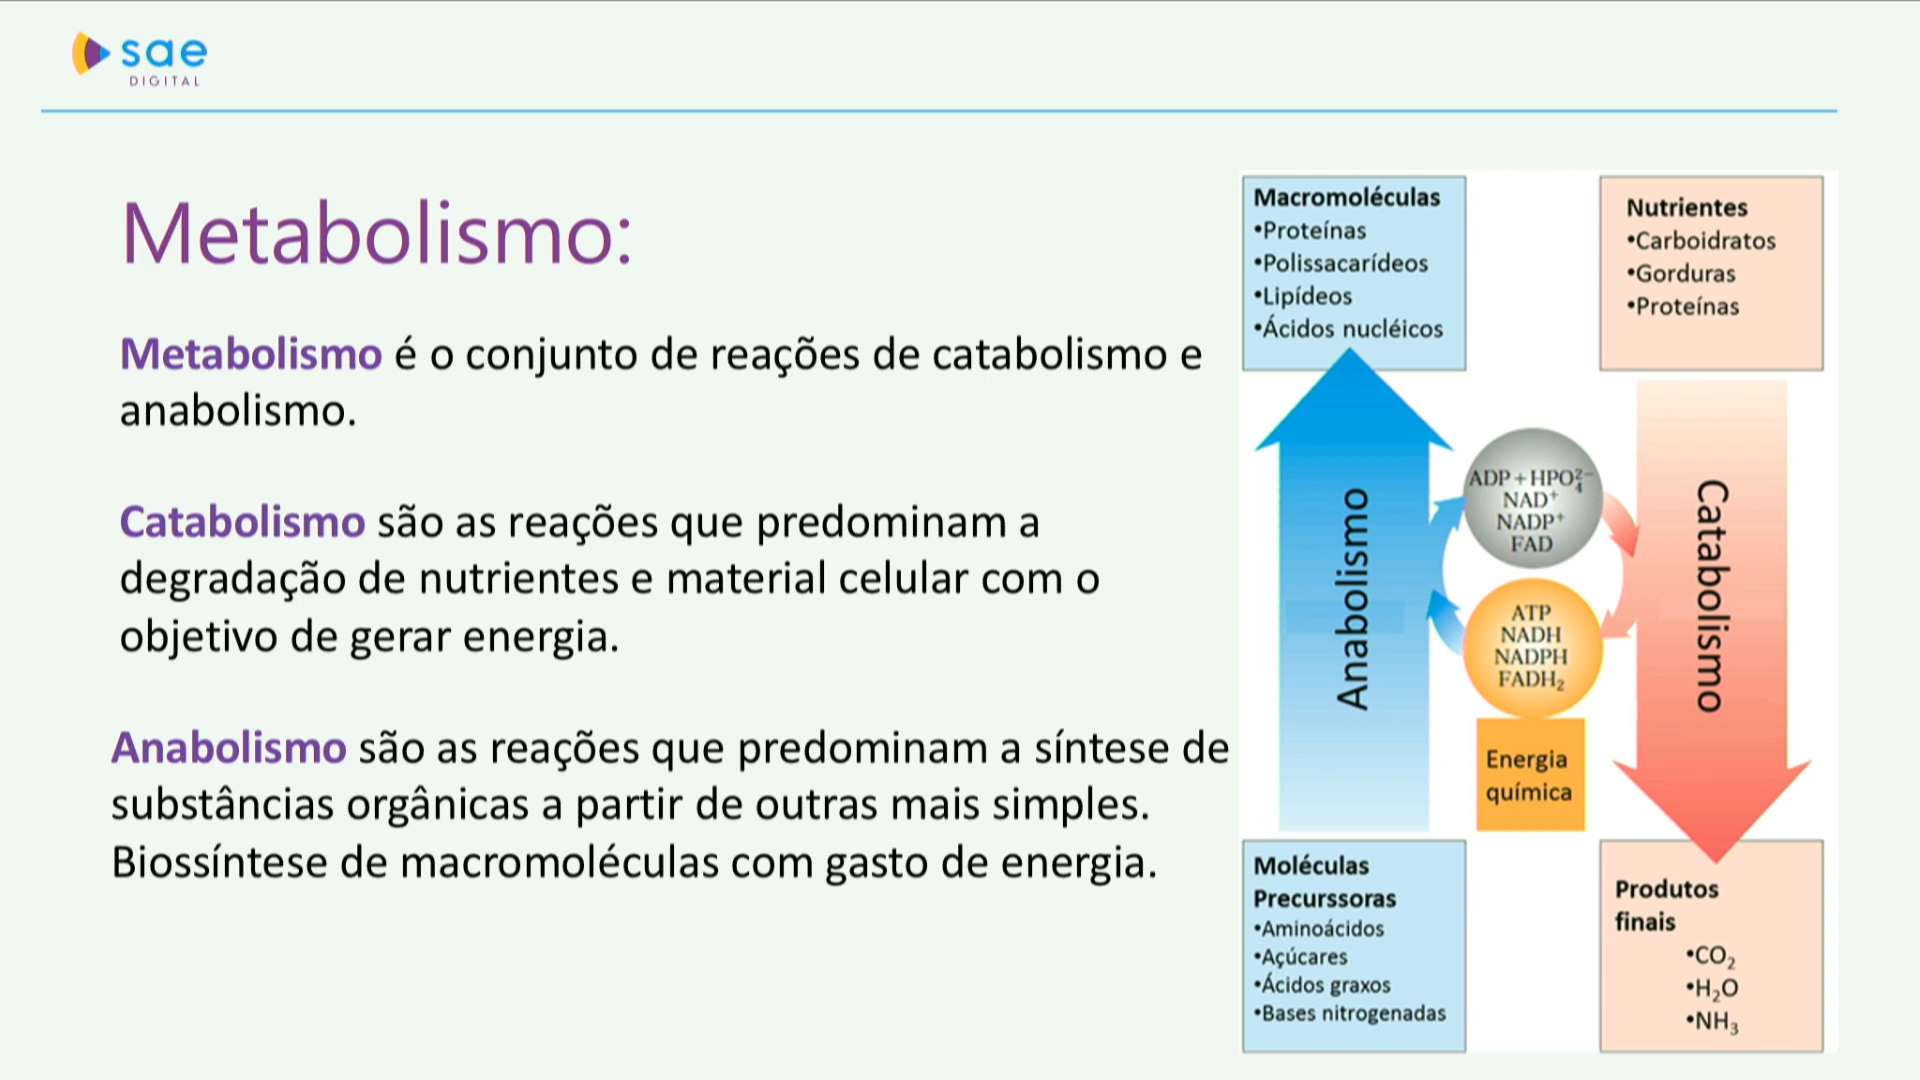 sae
DIGITAL
Metabolismo:
Metabolismo é o conjunto de reações de catabolismo e
anabolismo.
Catabolismo são as reações que predominam a
degradação de nutrientes e material celular com o
objetivo de gerar energia.
Anabolismo são as reações que predominam a síntese de
substâncias orgânicas a partir de outras mais simples.
Biossíntese de macromoléculas com gasto de energia.
Macromoléculas
•Proteínas
•Polissacarídeos
•Lipídeos
•Ácidos nucléicos
Nutrientes
•Carboidratos
•Gorduras
•Proteínas
Anabolismo
ADP+HPO₄²⁻
NAD⁺
NADP⁺
FAD
ATP
NADH
NADPH
FADH₂
Energia
química
Catabolismo
Moléculas
Precurssoras
•Aminoácidos
•Açúcares
•Ácidos graxos
•Bases nitrogenadas
Produtos
finais
•CO₂
•H₂O
•NH₃